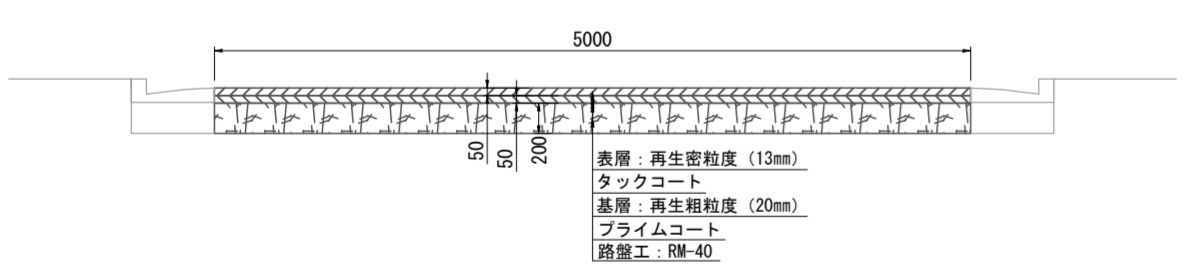 5000
50
50
200
表層：再生密粒度（13mm）
タックコート
基層：再生粗粒度（20mm）
プライムコート
路盤工：RM-40